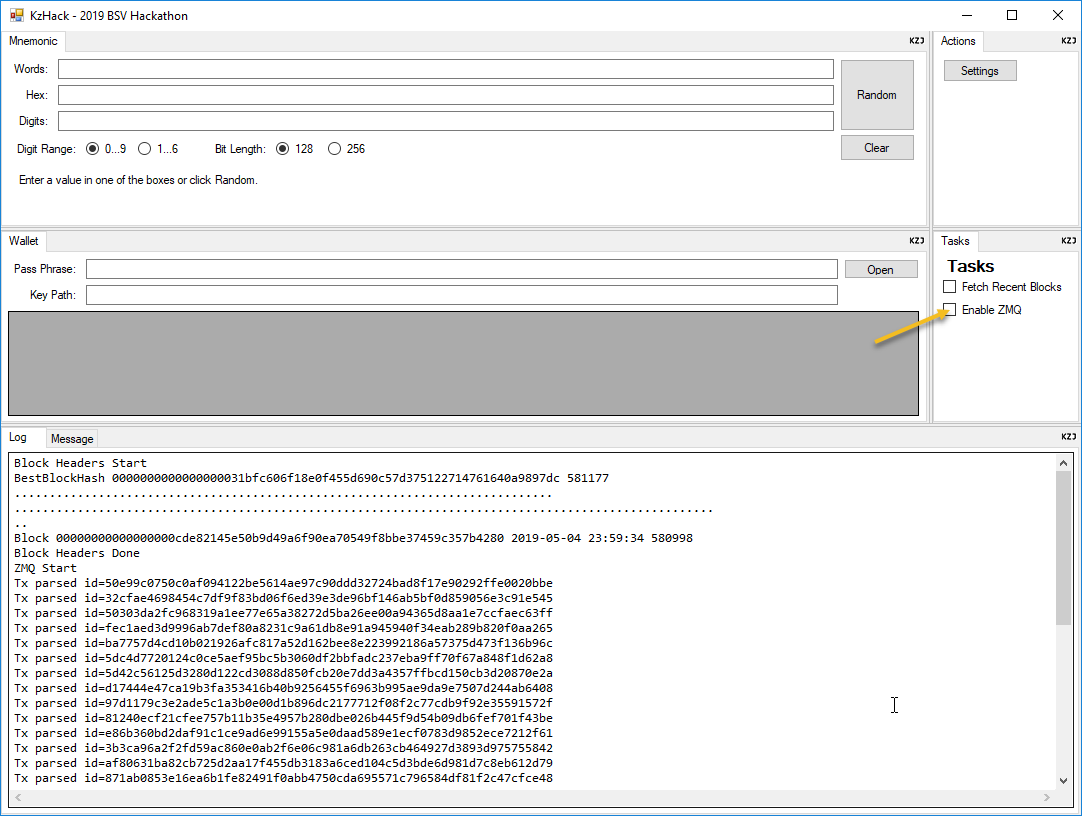 KzHack - 2019 BSV Hackathon
Mnemonic
KZJ
Words:
Hex:
Digits:
Random
Digit Range: 0...9 1...6 Bit Length: 128 256
Clear
Enter a value in one of the boxes or click Random.
Actions
KZJ
Settings
Wallet
KZJ
Pass Phrase:
Open
Key Path:
Tasks
KZJ
Tasks
Fetch Recent Blocks
Enable ZMQ
Log Message
KZJ
Block Headers Start
BestBlockHash 0000000000000000031bfc606f18e0f455d690c57d375122714761640a9897dc 581177
.............................................................................
....................................................................................................
..
Block 00000000000000000cde82145e50b9d49a6f90ea70549f8bbe37459c357b4280 2019-05-04 23:59:34 580998
Block Headers Done
ZMQ Start
Tx parsed id=50e99c0750c0af094122be5614ae97c90ddd32724bad8f17e90292ffe0020bbe
Tx parsed id=32cfae4698454c7df9f83bd06f6ed39e3de96bf146ab5bf0d859056e3c91e545
Tx parsed id=50303da2fc968319a1ee77e65a38272d5ba26ee00a94365d8aa1e7ccfaec63ff
Tx parsed id=fec1aed3d9996ab7def80a8231c9a61db8e91a945940f34eab289b820f0aa265
Tx parsed id=ba7757d4cd10b021926afc817a52d162bee8e223992186a57375d473f136b96c
Tx parsed id=5dc4d7720124c0ce5aef95bc5b3060df2bbfadc237eba9ff70f67a848f1d62a8
Tx parsed id=5d42c56125d3280d122cd3088d850fcb20e7dd3a4357ffbcd150cb3d20870e2a
Tx parsed id=d17444e47ca19b3fa353416b40b9256455f6963b995ae9da9e7507d244ab6408
Tx parsed id=97d1179c3e2ade5c1a3b0e00d1b896dc2177712f08f2c77cdb9f92e35591572f
Tx parsed id=81240ecf21cfee757b11b35e4957b280dbe026b445f9d54b09db6fef701f43be
Tx parsed id=e86b360bd2daf91c1ce9ad6e99155a5e0daad589e1ecf0783d9852ece7212f61
Tx parsed id=3b3ca96a2f2fd59ac860e0ab2f6e06c981a6db263cb464927d3893d975755842
Tx parsed id=af80631ba82cb725d2aa17f455db3183a6ced104c5d3bde6d981d7c8eb612d79
Tx parsed id=871ab0853e16ea6b1fe82491f0abb4750cda695571c796584df81f2c47cfce48